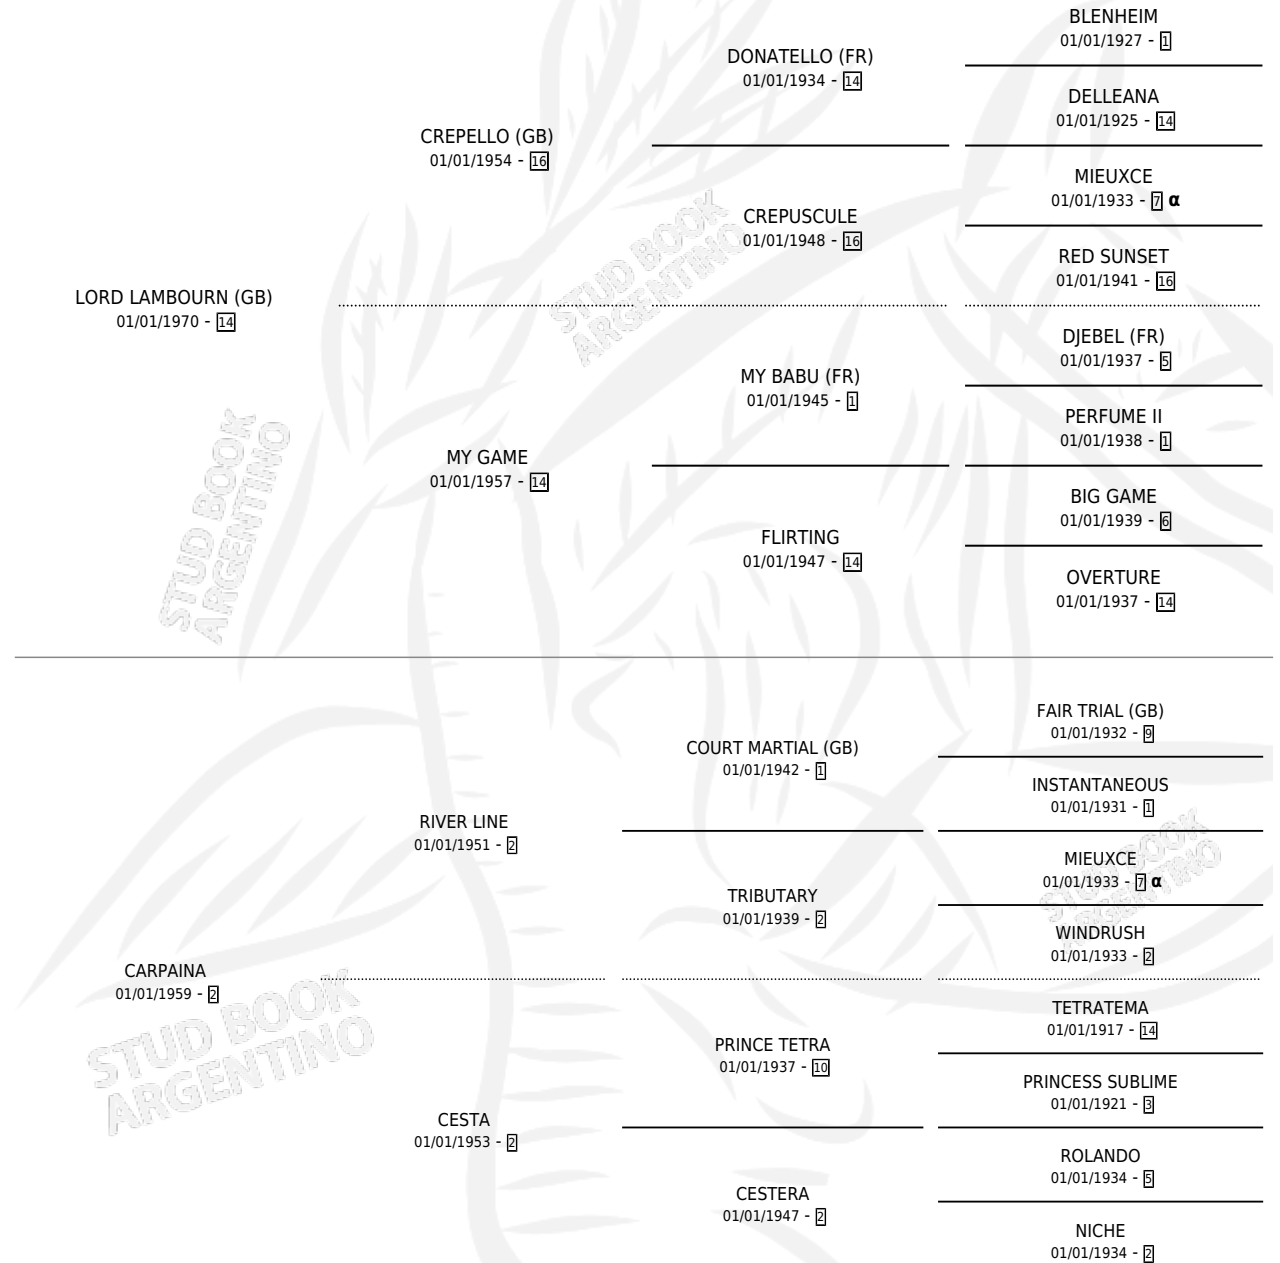 BLENHEIM
01/01/1927 - 1
DONATELLO (FR)
01/01/1934 - 14
DELLEANA
01/01/1925 - 14
CREPELLO (GB)
01/01/1954 - 16
MIEUXCE
01/01/1933 - 7 α
CREPUSCULE
01/01/1948 - 16
RED SUNSET
01/01/1941 - 16
LORD LAMBOURN (GB)
01/01/1970 - 14
DJEBEL (FR)
01/01/1937 - 5
MY BABU (FR)
01/01/1945 - 1
PERFUME II
01/01/1938 - 1
MY GAME
01/01/1957 - 14
BIG GAME
01/01/1939 - 6
FLIRTING
01/01/1947 - 14
OVERTURE
01/01/1937 - 14
FAIR TRIAL (GB)
01/01/1932 - 9
COURT MARTIAL (GB)
01/01/1942 - 1
INSTANTANEOUS
01/01/1931 - 1
RIVER LINE
01/01/1951 - 2
MIEUXCE
01/01/1933 - 7 α
TRIBUTARY
01/01/1939 - 2
WINDRUSH
01/01/1933 - 2
CARPAINA
01/01/1959 - 2
TETRATEMA
01/01/1917 - 14
PRINCE TETRA
01/01/1937 - 10
PRINCESS SUBLIME
01/01/1921 - 3
CESTA
01/01/1953 - 2
ROLANDO
01/01/1934 - 5
CESTERA
01/01/1947 - 2
NICHE
01/01/1934 - 2
STUD BOOK
ARGENTINO
STUD BOOK
ARGENTINO
STUD BOOK
ARGENTINO
STUD BOOK
ARGENTINO